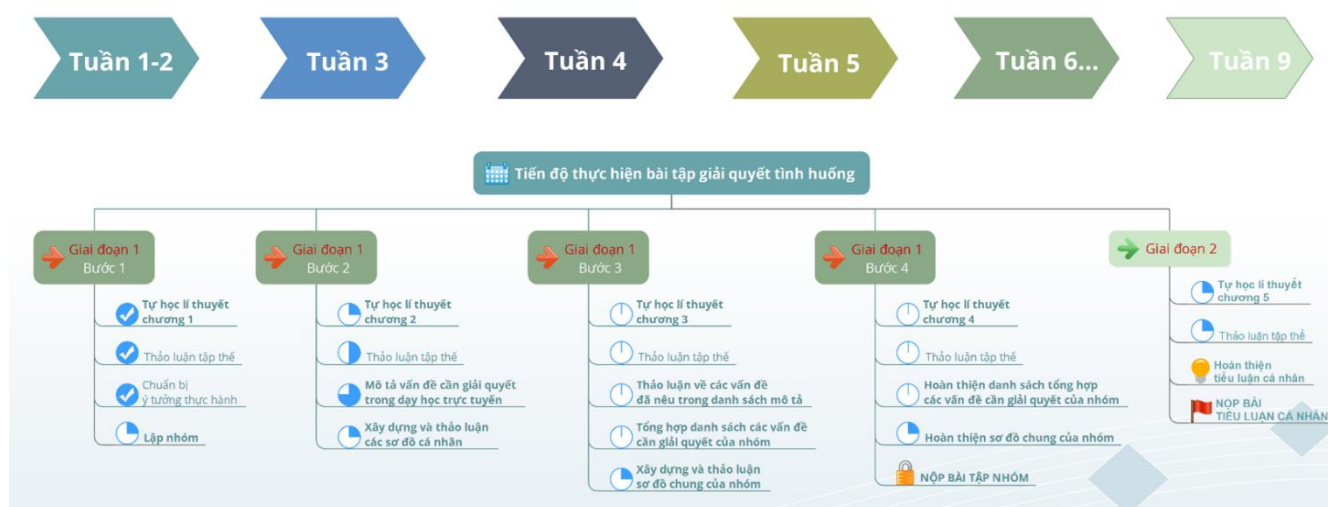 Tuần 1-2
Tuần 3
Tuần 4
Tuần 5
Tuần 6...
Tuần 9
Tiến độ thực hiện bài tập giải quyết tình huống
Giai đoạn 1
Bước 1
Tự học lí thuyết
chương 1
Thảo luận tập thế
Chuẩn bị
ý tưởng thực hành
Lập nhóm
Giai đoạn 1
Bước 2
Tự học lí thuyết
chương 2
Thảo luận tập thế
Mô tả vấn đề cần giải quyết
trong dạy học trực tuyến
Xây dựng và thảo luận
các sơ đồ cá nhân
Giai đoạn 1
Bước 3
Tự học lí thuyết
chương 3
Thảo luận tập thế
Thảo luận về các vấn đề
đã nêu trong danh sách mô tả
Tổng hợp danh sách các vấn đề
cần giải quyết của nhóm
Xây dựng và thảo luận
sơ đồ chung của nhóm
Giai đoạn 1
Bước 4
Tự học lí thuyết
chương 4
Thảo luận tập thế
Hoàn thiện danh sách tổng hợp
các vấn đề cần giải quyết của nhóm
Hoàn thiện sơ đồ chung của nhóm
NỘP BÀI TẬP NHÓM
Giai đoạn 2
Tự học lí thuyết
chương 5
Thảo luận tập thể
Hoàn thiện
tiểu luận cá nhân
NỌP BÀI
TIỂU LUẬN CÁ NHÂN